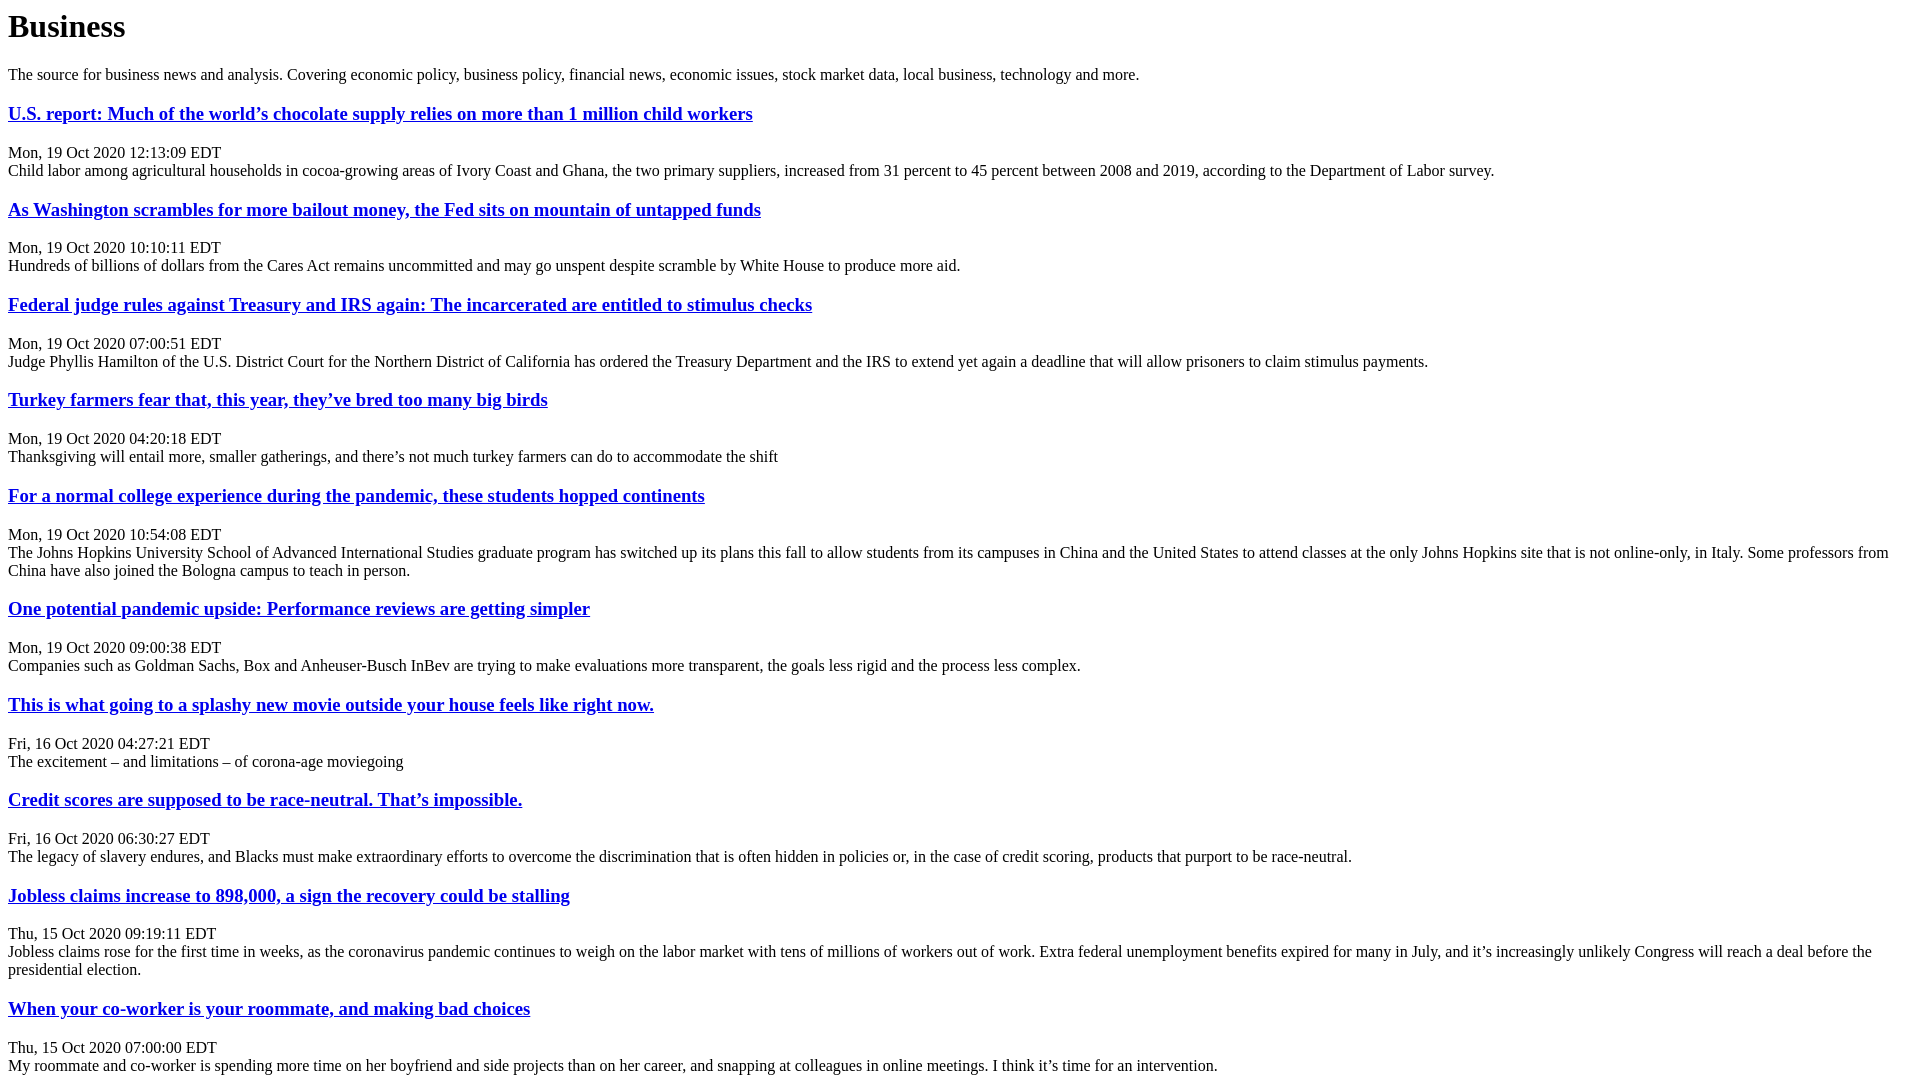 Business
The source for business news and analysis. Covering economic policy, business policy, financial news, economic issues, stock market data, local business, technology and more.
U.S. report: Much of the world’s chocolate supply relies on more than 1 million child workers
Mon, 19 Oct 2020 12:13:09 EDT
Child labor among agricultural households in cocoa-growing areas of Ivory Coast and Ghana, the two primary suppliers, increased from 31 percent to 45 percent between 2008 and 2019, according to the Department of Labor survey.
As Washington scrambles for more bailout money, the Fed sits on mountain of untapped funds
Mon, 19 Oct 2020 10:10:11 EDT
Hundreds of billions of dollars from the Cares Act remains uncommitted and may go unspent despite scramble by White House to produce more aid.
Federal judge rules against Treasury and IRS again: The incarcerated are entitled to stimulus checks
Mon, 19 Oct 2020 07:00:51 EDT
Judge Phyllis Hamilton of the U.S. District Court for the Northern District of California has ordered the Treasury Department and the IRS to extend yet again a deadline that will allow prisoners to claim stimulus payments.
Turkey farmers fear that, this year, they’ve bred too many big birds
Mon, 19 Oct 2020 04:20:18 EDT
Thanksgiving will entail more, smaller gatherings, and there’s not much turkey farmers can do to accommodate the shift
For a normal college experience during the pandemic, these students hopped continents
Mon, 19 Oct 2020 10:54:08 EDT
The Johns Hopkins University School of Advanced International Studies graduate program has switched up its plans this fall to allow students from its campuses in China and the United States to attend classes at the only Johns Hopkins site that is not online-only, in Italy. Some professors from
China have also joined the Bologna campus to teach in person.
One potential pandemic upside: Performance reviews are getting simpler
Mon, 19 Oct 2020 09:00:38 EDT
Companies such as Goldman Sachs, Box and Anheuser-Busch InBev are trying to make evaluations more transparent, the goals less rigid and the process less complex.
This is what going to a splashy new movie outside your house feels like right now.
Fri, 16 Oct 2020 04:27:21 EDT
The excitement – and limitations – of corona-age moviegoing
Credit scores are supposed to be race-neutral. That’s impossible.
Fri, 16 Oct 2020 06:30:27 EDT
The legacy of slavery endures, and Blacks must make extraordinary efforts to overcome the discrimination that is often hidden in policies or, in the case of credit scoring, products that purport to be race-neutral.
Jobless claims increase to 898,000, a sign the recovery could be stalling
Thu, 15 Oct 2020 09:19:11 EDT
Jobless claims rose for the first time in weeks, as the coronavirus pandemic continues to weigh on the labor market with tens of millions of workers out of work. Extra federal unemployment benefits expired for many in July, and it’s increasingly unlikely Congress will reach a deal before the
presidential election.
When your co-worker is your roommate, and making bad choices
Thu, 15 Oct 2020 07:00:00 EDT
My roommate and co-worker is spending more time on her boyfriend and side projects than on her career, and snapping at colleagues in online meetings. I think it’s time for an intervention.